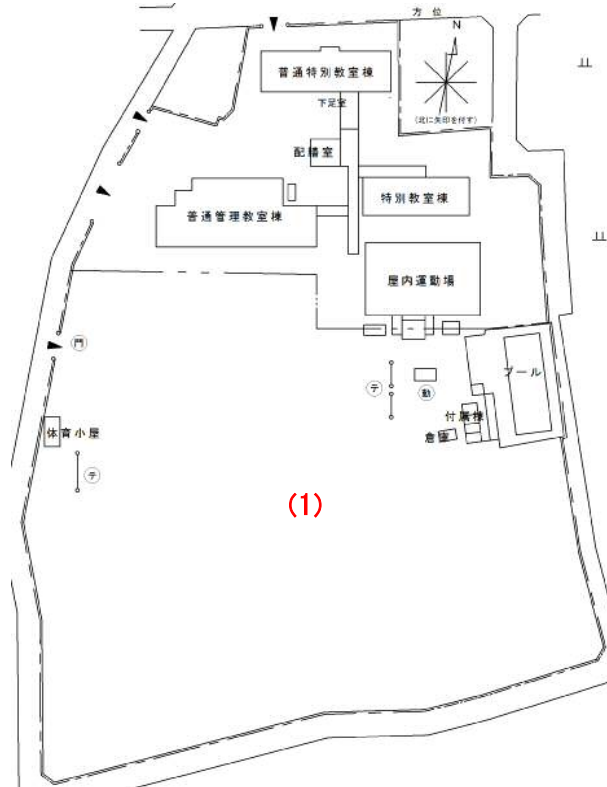 方位
N
(北に矢印を付す)
普通特別教室棟
下足室
配膳室
特別教室棟
普通管理教室棟
屋内運動場
門
プール
テ
動
付属棟
倉庫
体育小屋
テ
(1)